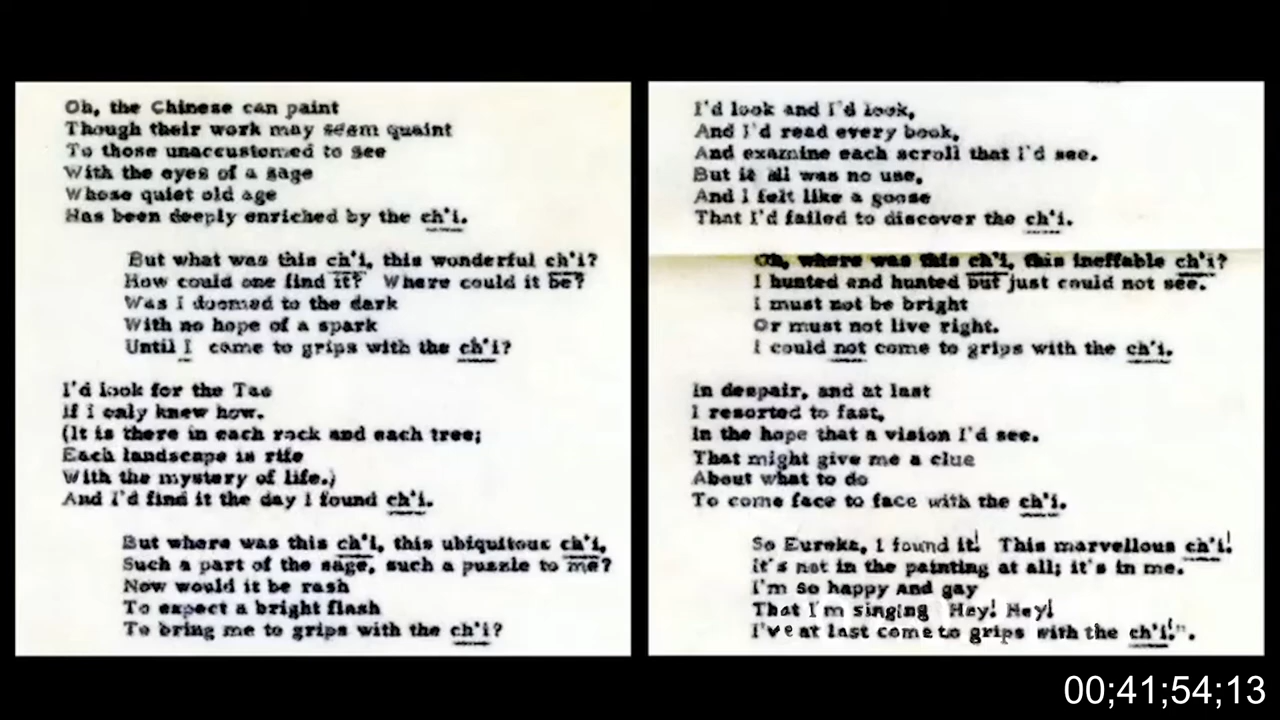 Oh, the Chinese can paint
Though their work may seem quaint
To those unaccustomed to see
With the eyes of a sage
Whose quiet old age
Has been deeply enriched by the ch'i.
But what was this ch'i, this wonderful ch'i?
How could one find it? Where could it be?
Was I doomed to the dark
With no hope of a spark
Until I came to grips with the ch'i?
I'd look for the Tao
If I only knew how.
(It is there in each rock and each tree;
Each landscape is rife
With the mystery of life.)
And I'd find it the day I found ch'i.
But where was this ch'i, this ubiquitous ch'i,
Such a part of the sage, such a puzzle to me?
Now would it be rash
To expect a bright flash
To bring me to grips with the ch'i?
I'd look and I'd look,
And I'd read every book,
And examine each scroll that I'd see.
But it all was no use,
And I felt like a goose
That I'd failed to discover the ch'i.
Oh, where was this ch'i, this ineffable ch'i?
I hunted and hunted but just could not see.
I must not be bright
Or must not live right.
I could not come to grips with the ch'i.
In despair, and at last
I resorted to fast,
In the hope that a vision I'd see.
That might give me a clue
About what to do
To come face to face with the ch'i.
So Eureka, I found it! This marvellous ch'i!
It's not in the painting at all; it's in me.
I'm so happy and gay
That I'm singing Hey! Hey!
I've at last come to grips with the ch'i!".
00;41;54;13